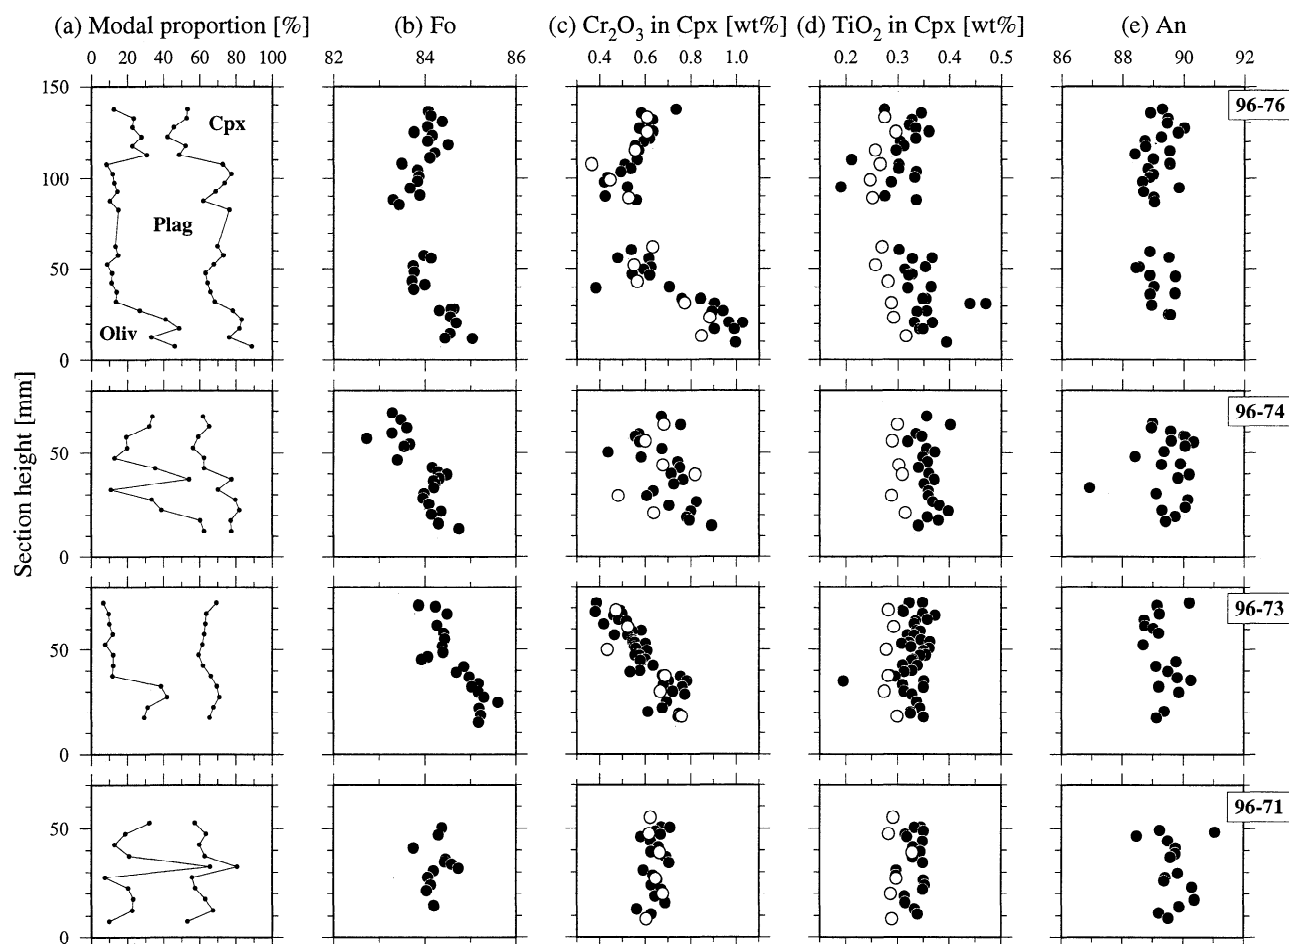 (a) Modal proportion [%] (b) Fo (c) Cr2O3 in Cpx [wt%] (d) TiO2 in Cpx [wt%] (e) An
0 20 40 60 80 100 82 83 84 85 86 0.4 0.6 0.8 1.0 0.2 0.3 0.4 0.5 86 88 90 92
150
96-76
Cpx
100
Plag
50
Oliv
0
96-74
50
0
Section height [mm]
96-73
50
0
96-71
50
0